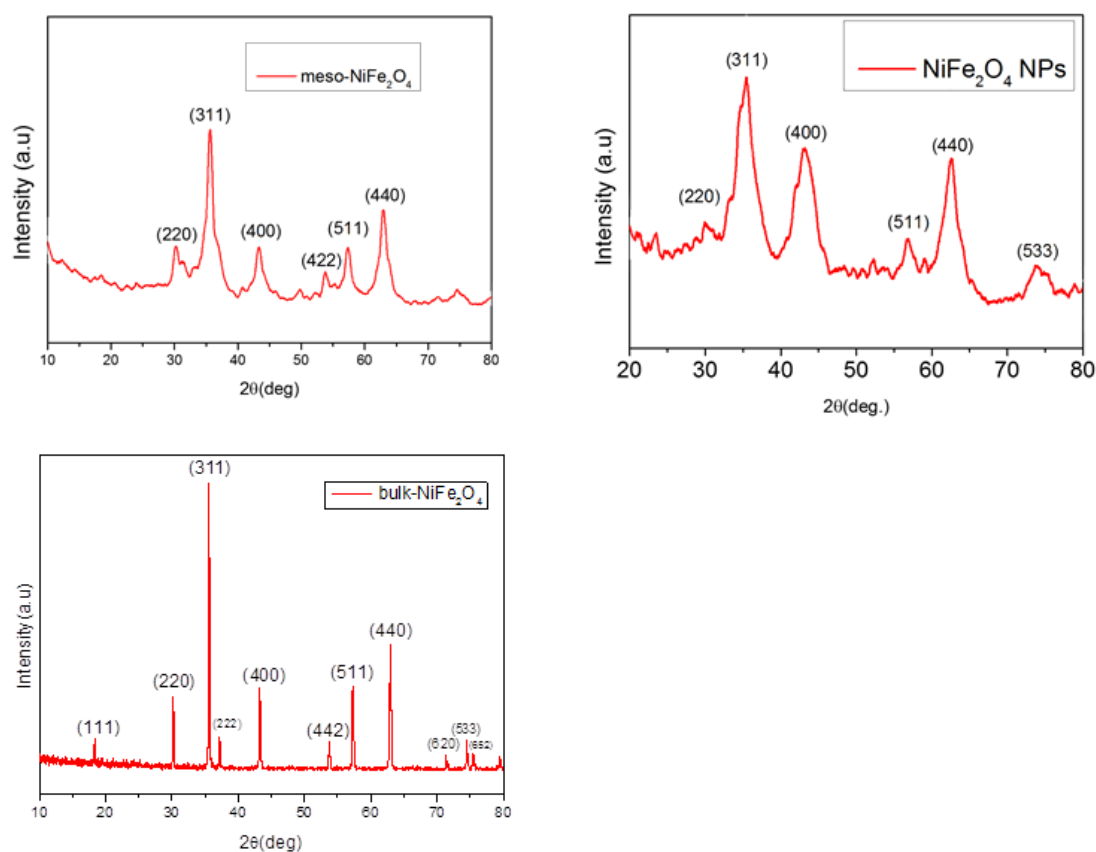 meso-NiFe₂O₄
(311)
(440)
(220)
(400)
(511)
(422)
Intensity (a.u)
10 20 30 40 50 60 70 80
2θ(deg)
NiFe₂O₄ NPs
(311)
(400)
(440)
(220)
(511)
(533)
Intensity (a.u)
20 30 40 50 60 70 80
2θ(deg.)
(311)
bulk-NiFe₂O₄
(440)
(220)
(400)
(511)
(111)
(222)
(442)
(620)
(533)
Intensity (a.u)
10 20 30 40 50 60 70 80
2θ(deg)